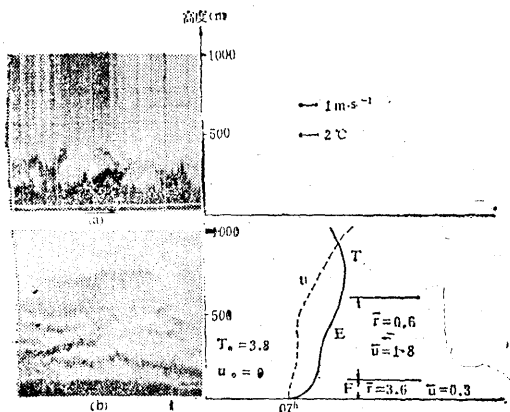 高度(m)
1000
500
1m·s⁻¹
2℃
(a)
1000
500
T
u
E
T₀ =3.8
u₀ =0
r̄=0.6
ū=1·8
F
r̄=3.6 ū=0.3
(b)
07ʰ